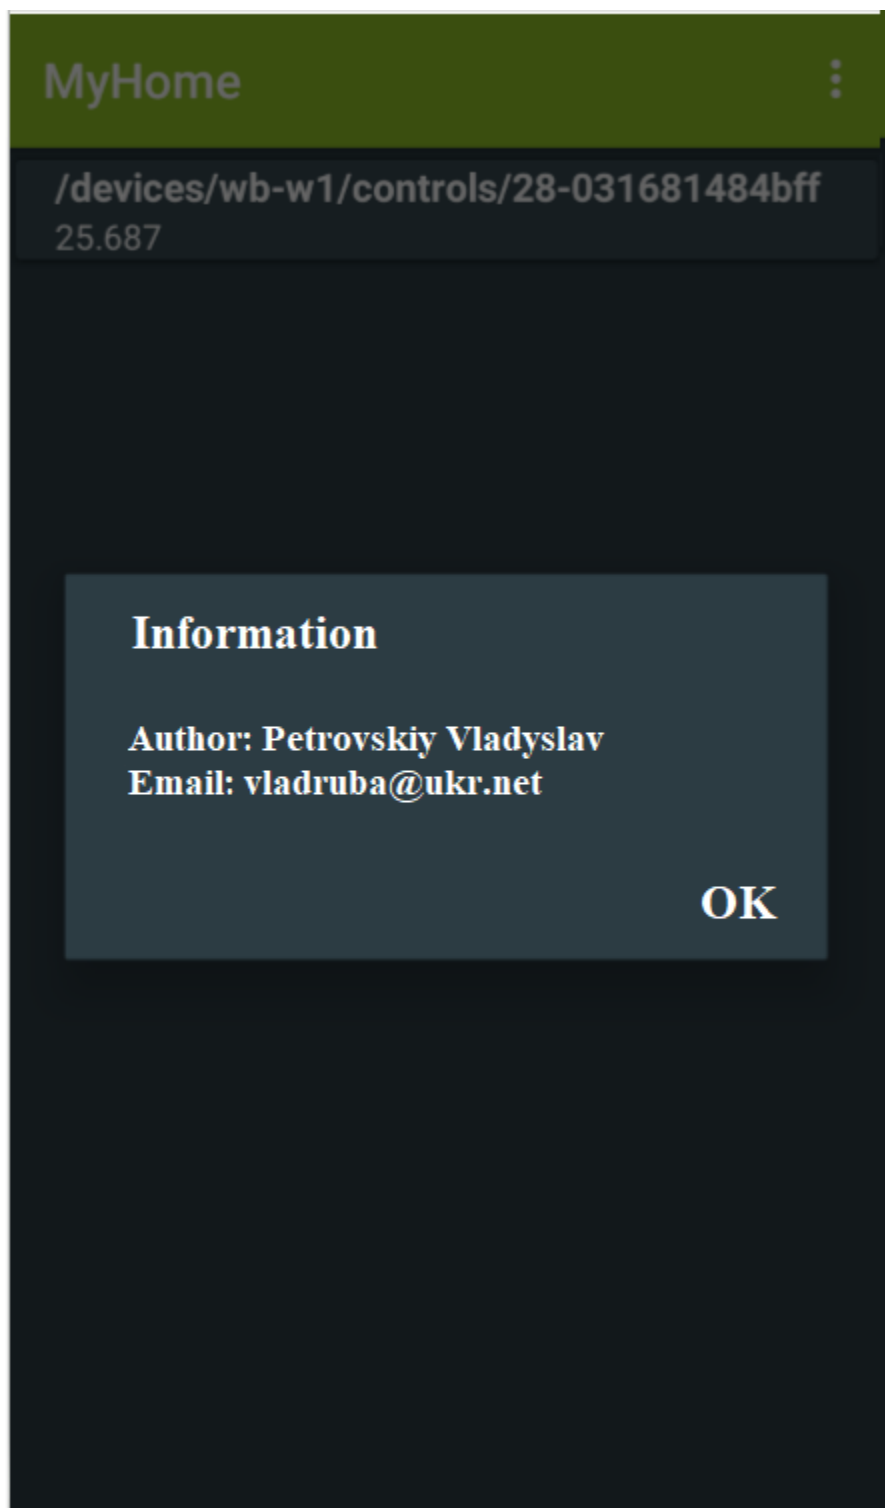 MyHome
/devices/wb-w1/controls/28-031681484bff
25.687
Information
Author: Petrovskiy Vladyslav
Email: vladruba@ukr.net
OK